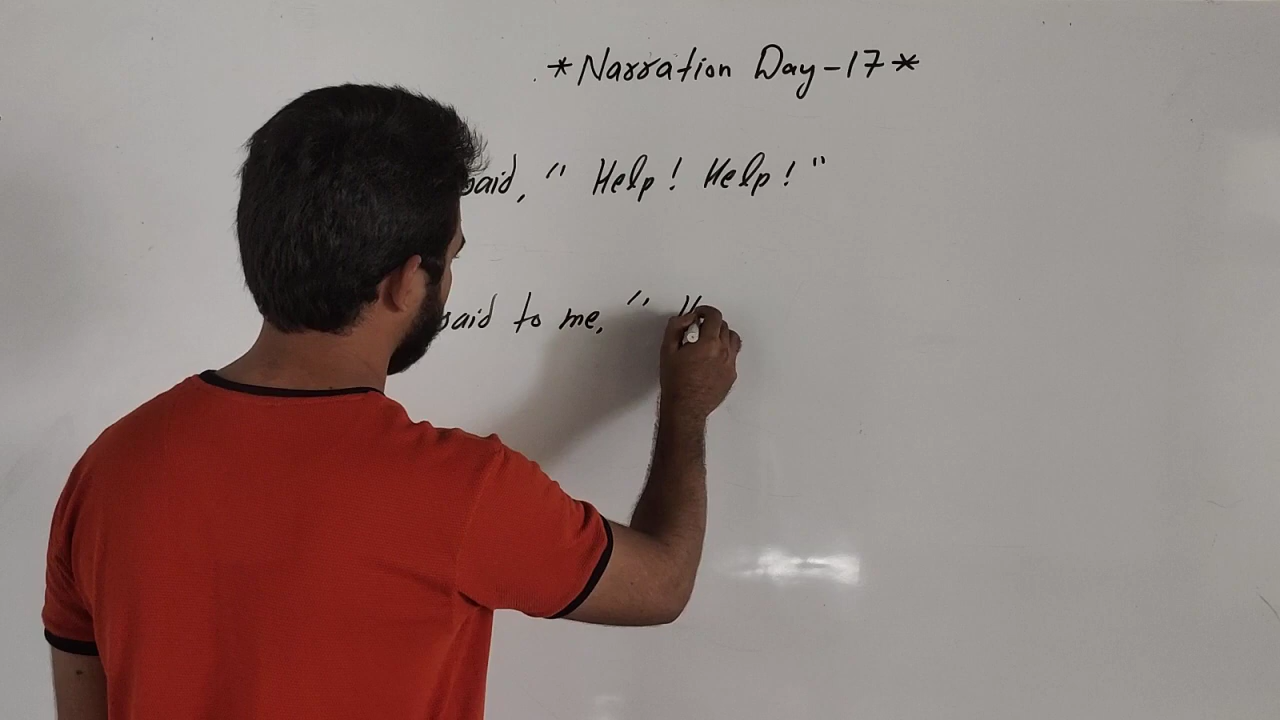 *Narration Day-17*
said, " Help! Help! "
said to me, " H